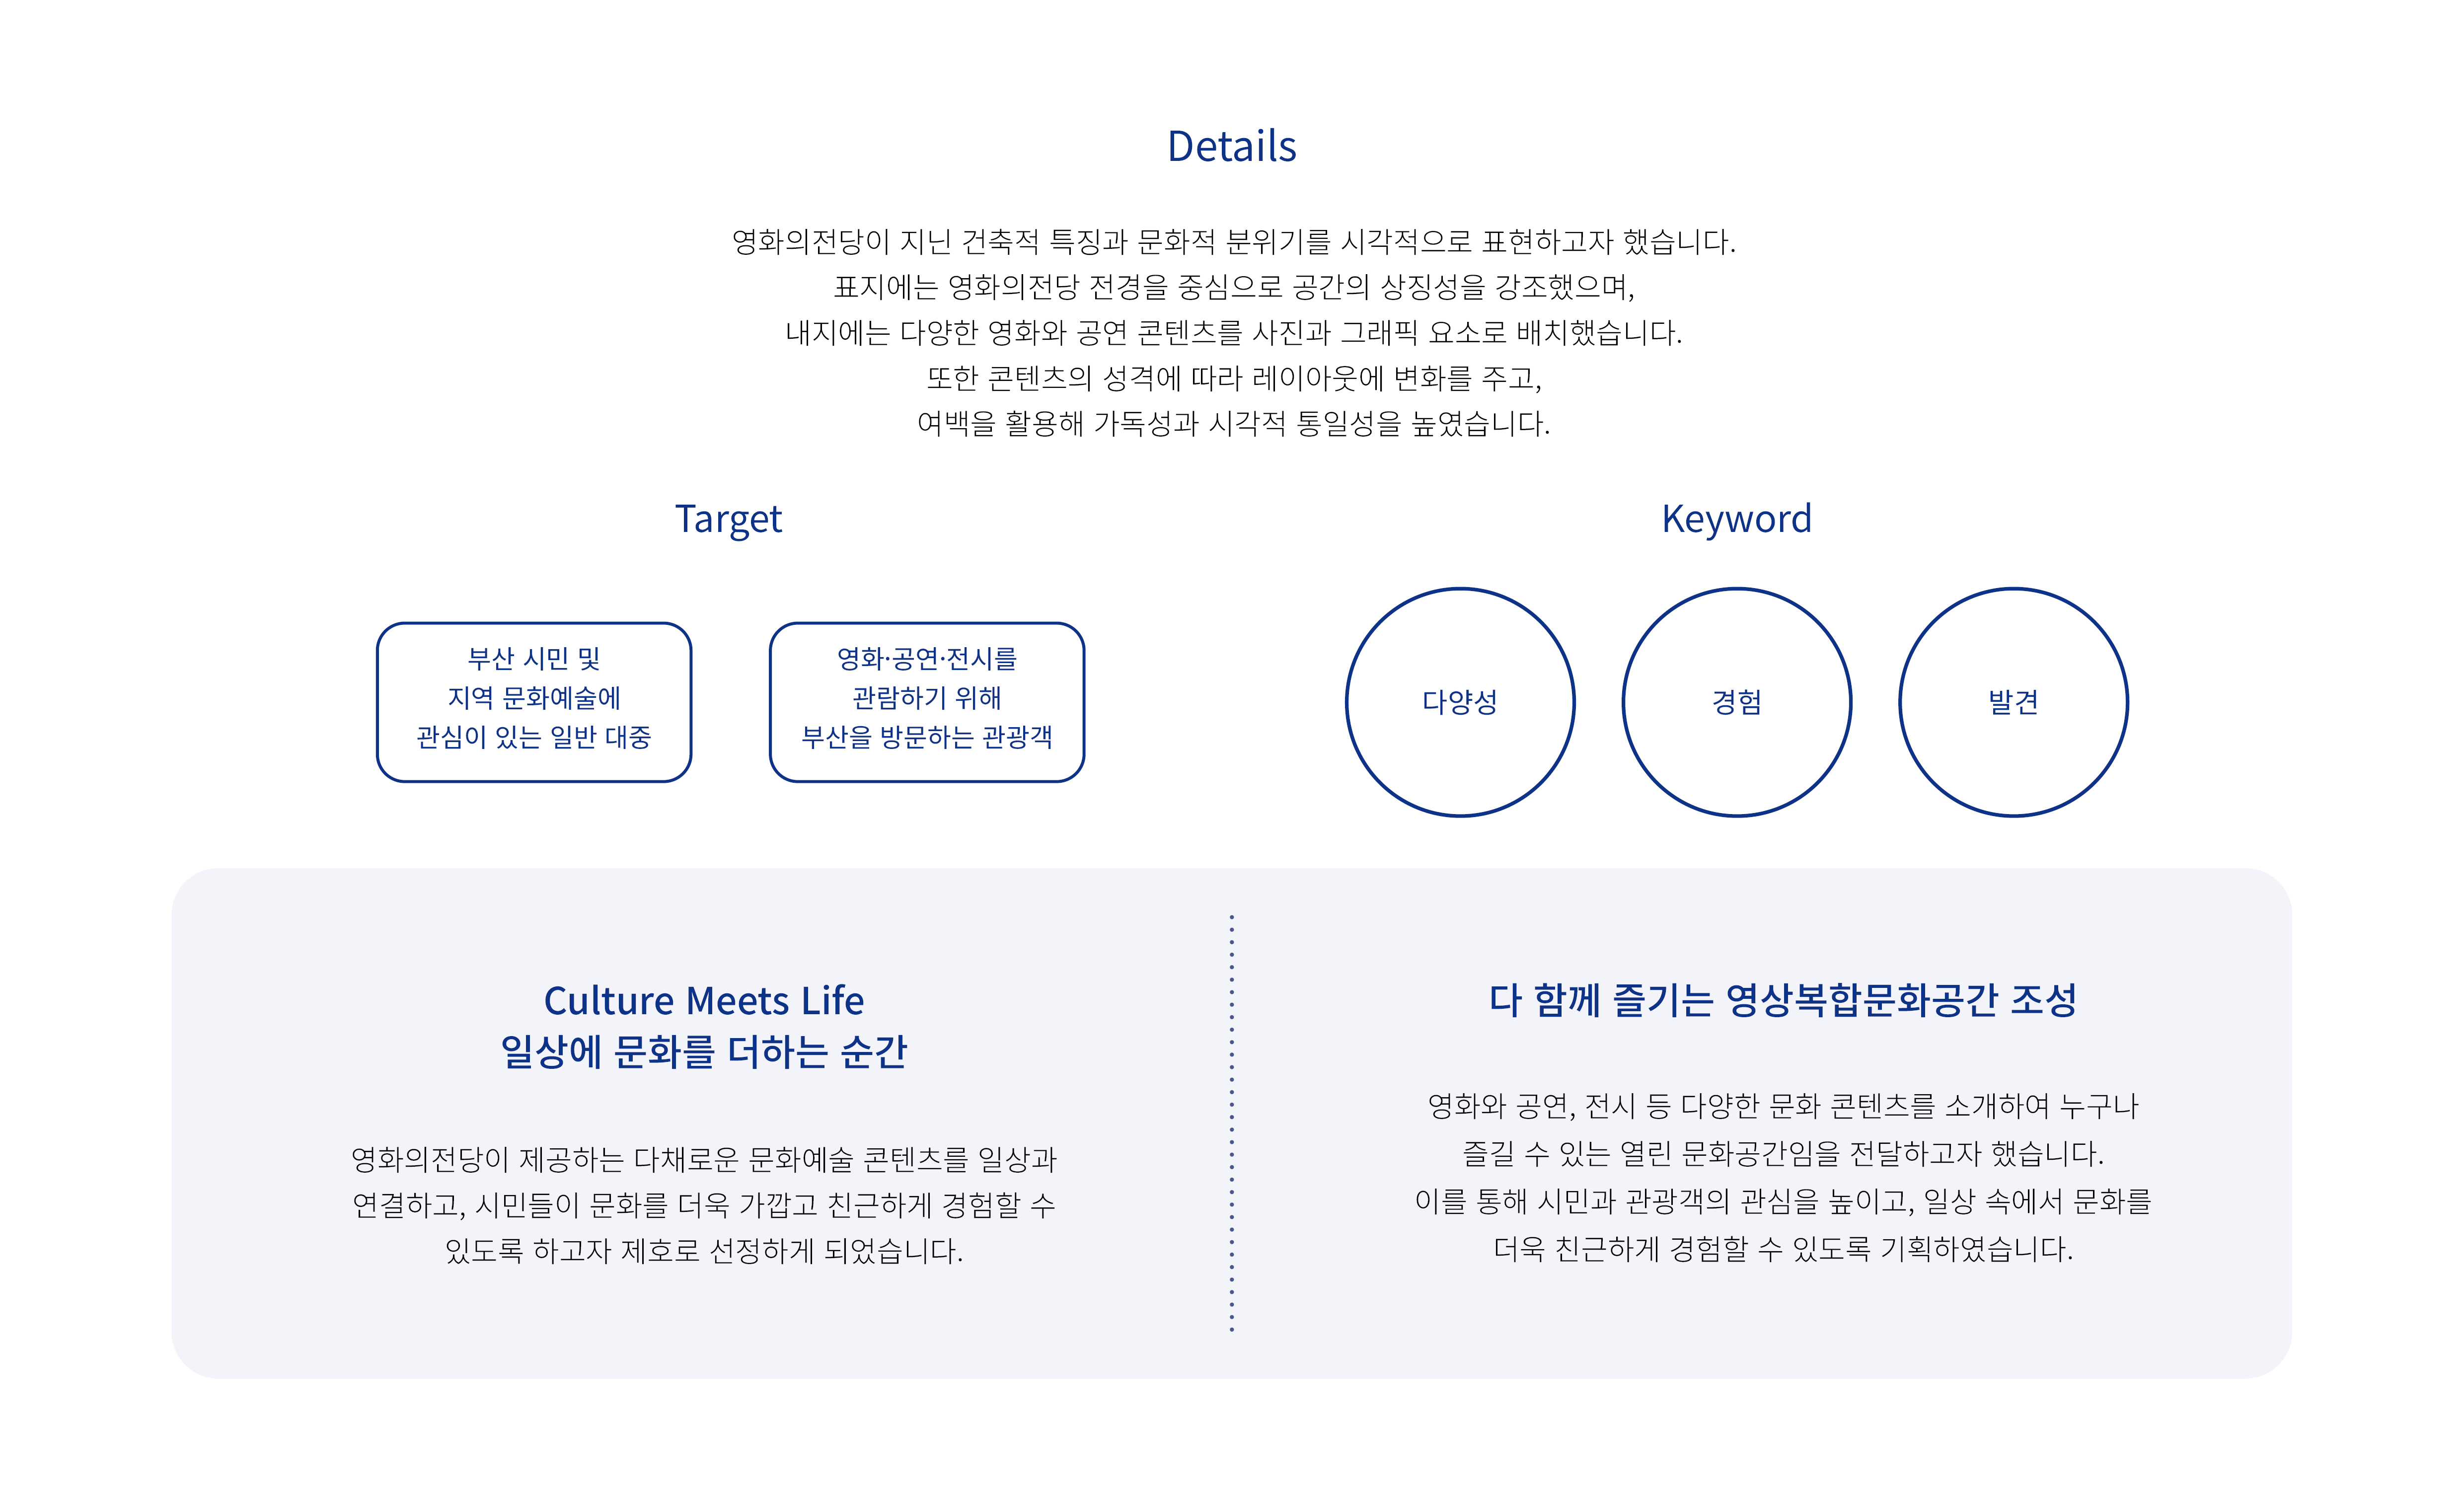 Details
영화의전당이 지닌 건축적 특징과 문화적 분위기를 시각적으로 표현하고자 했습니다.
표지에는 영화의전당 전경을 중심으로 공간의 상징성을 강조했으며,
내지에는 다양한 영화와 공연 콘텐츠를 사진과 그래픽 요소로 배치했습니다.
또한 콘텐츠의 성격에 따라 레이아웃에 변화를 주고,
여백을 활용해 가독성과 시각적 통일성을 높였습니다.
Target
부산 시민 및
지역 문화예술에
관심이 있는 일반 대중
영화·공연·전시를
관람하기 위해
부산을 방문하는 관광객
Keyword
다양성
경험
발견
Culture Meets Life
일상에 문화를 더하는 순간
영화의전당이 제공하는 다채로운 문화예술 콘텐츠를 일상과
연결하고, 시민들이 문화를 더욱 가깝고 친근하게 경험할 수
있도록 하고자 제호로 선정하게 되었습니다.
다 함께 즐기는 영상복합문화공간 조성
영화와 공연, 전시 등 다양한 문화 콘텐츠를 소개하여 누구나
즐길 수 있는 열린 문화공간임을 전달하고자 했습니다.
이를 통해 시민과 관광객의 관심을 높이고, 일상 속에서 문화를
더욱 친근하게 경험할 수 있도록 기획하였습니다.